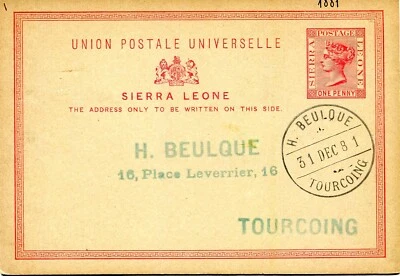 1881
UNION POSTALE UNIVERSELLE
SIERRA LEONE
THE ADDRESS ONLY TO BE WRITTEN ON THIS SIDE.
SIERRA
POSTAGE
LEONE
ONE PENNY
H. BEULQUE
31 DEC 81
TOURCOING
H. BEULQUE
16, Place Leverrier, 16
TOURCOING